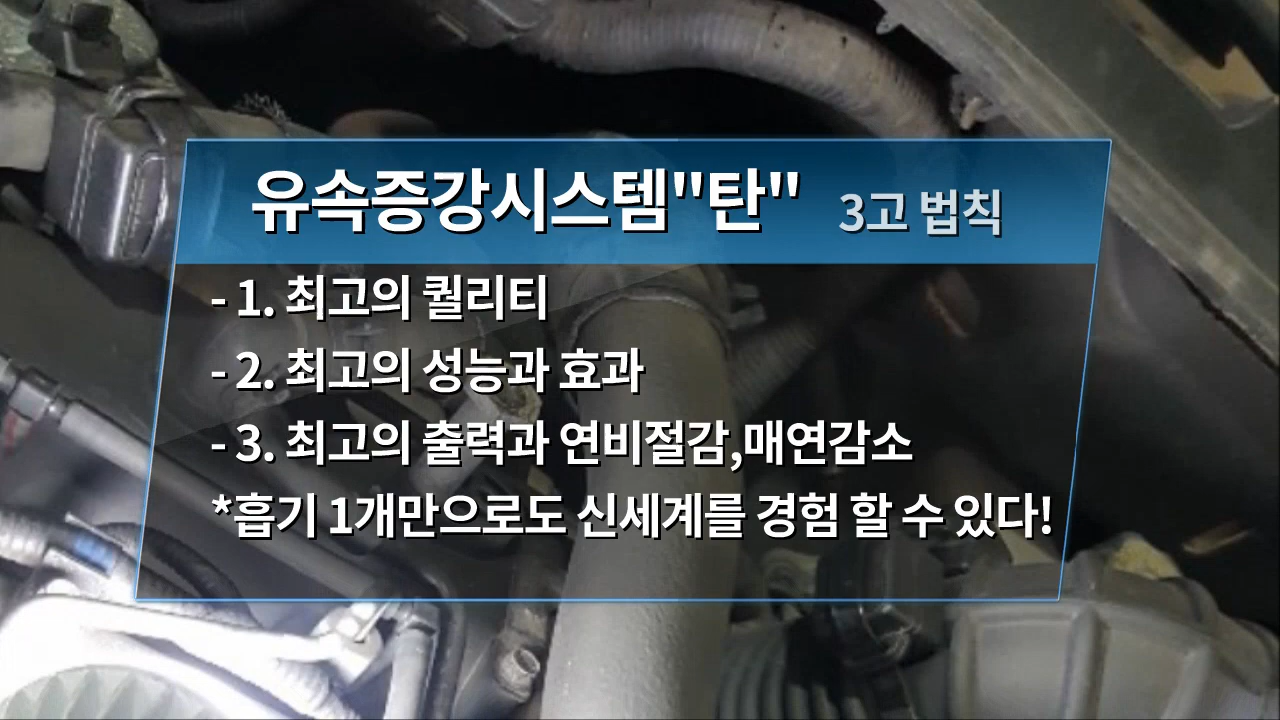 유속증강시스템"탄" 3고 법칙
- 1. 최고의 퀄리티
- 2. 최고의 성능과 효과
- 3. 최고의 출력과 연비절감,매연감소
*흡기 1개만으로도 신세계를 경험 할 수 있다!